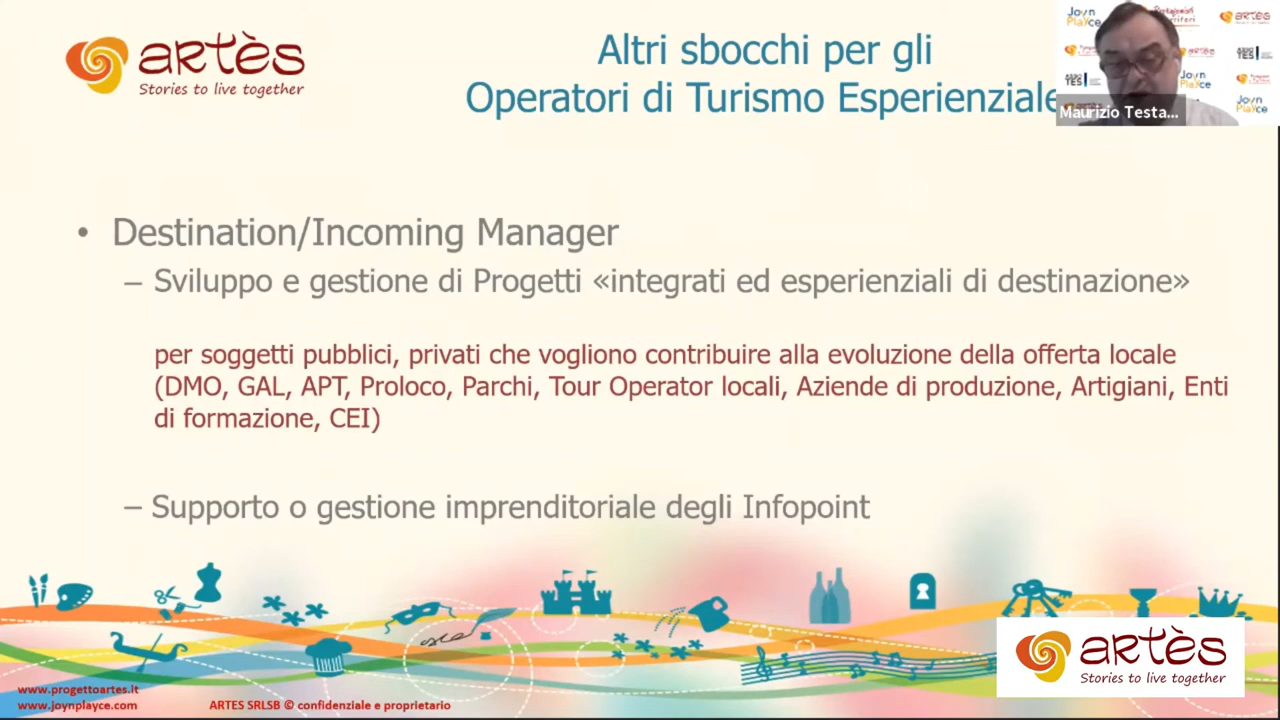 artès
Stories to live together
Altri sbocchi per gli
Operatori di Turismo Esperienziale
Maurizio Testa...
• Destination/Incoming Manager
– Sviluppo e gestione di Progetti «integrati ed esperienziali di destinazione»
per soggetti pubblici, privati che vogliono contribuire alla evoluzione della offerta locale
(DMO, GAL, APT, Proloco, Parchi, Tour Operator locali, Aziende di produzione, Artigiani, Enti
di formazione, CEI)
– Supporto o gestione imprenditoriale degli Infopoint
artès
Stories to live together
www.progettoartes.it
www.joynplayce.com
ARTES SRLSB © confidenziale e proprietario